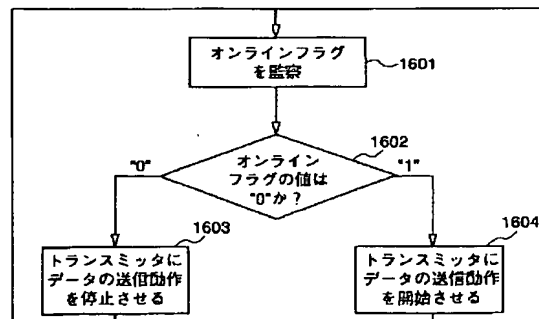 オンラインフラグ
を監察
1601
オンライン
フラグの値は
"0"か？
1602
"0"
"1"
トランスミッタに
データの送信動作
を停止させる
1603
トランスミッタに
データの送信動作
を開始させる
1604